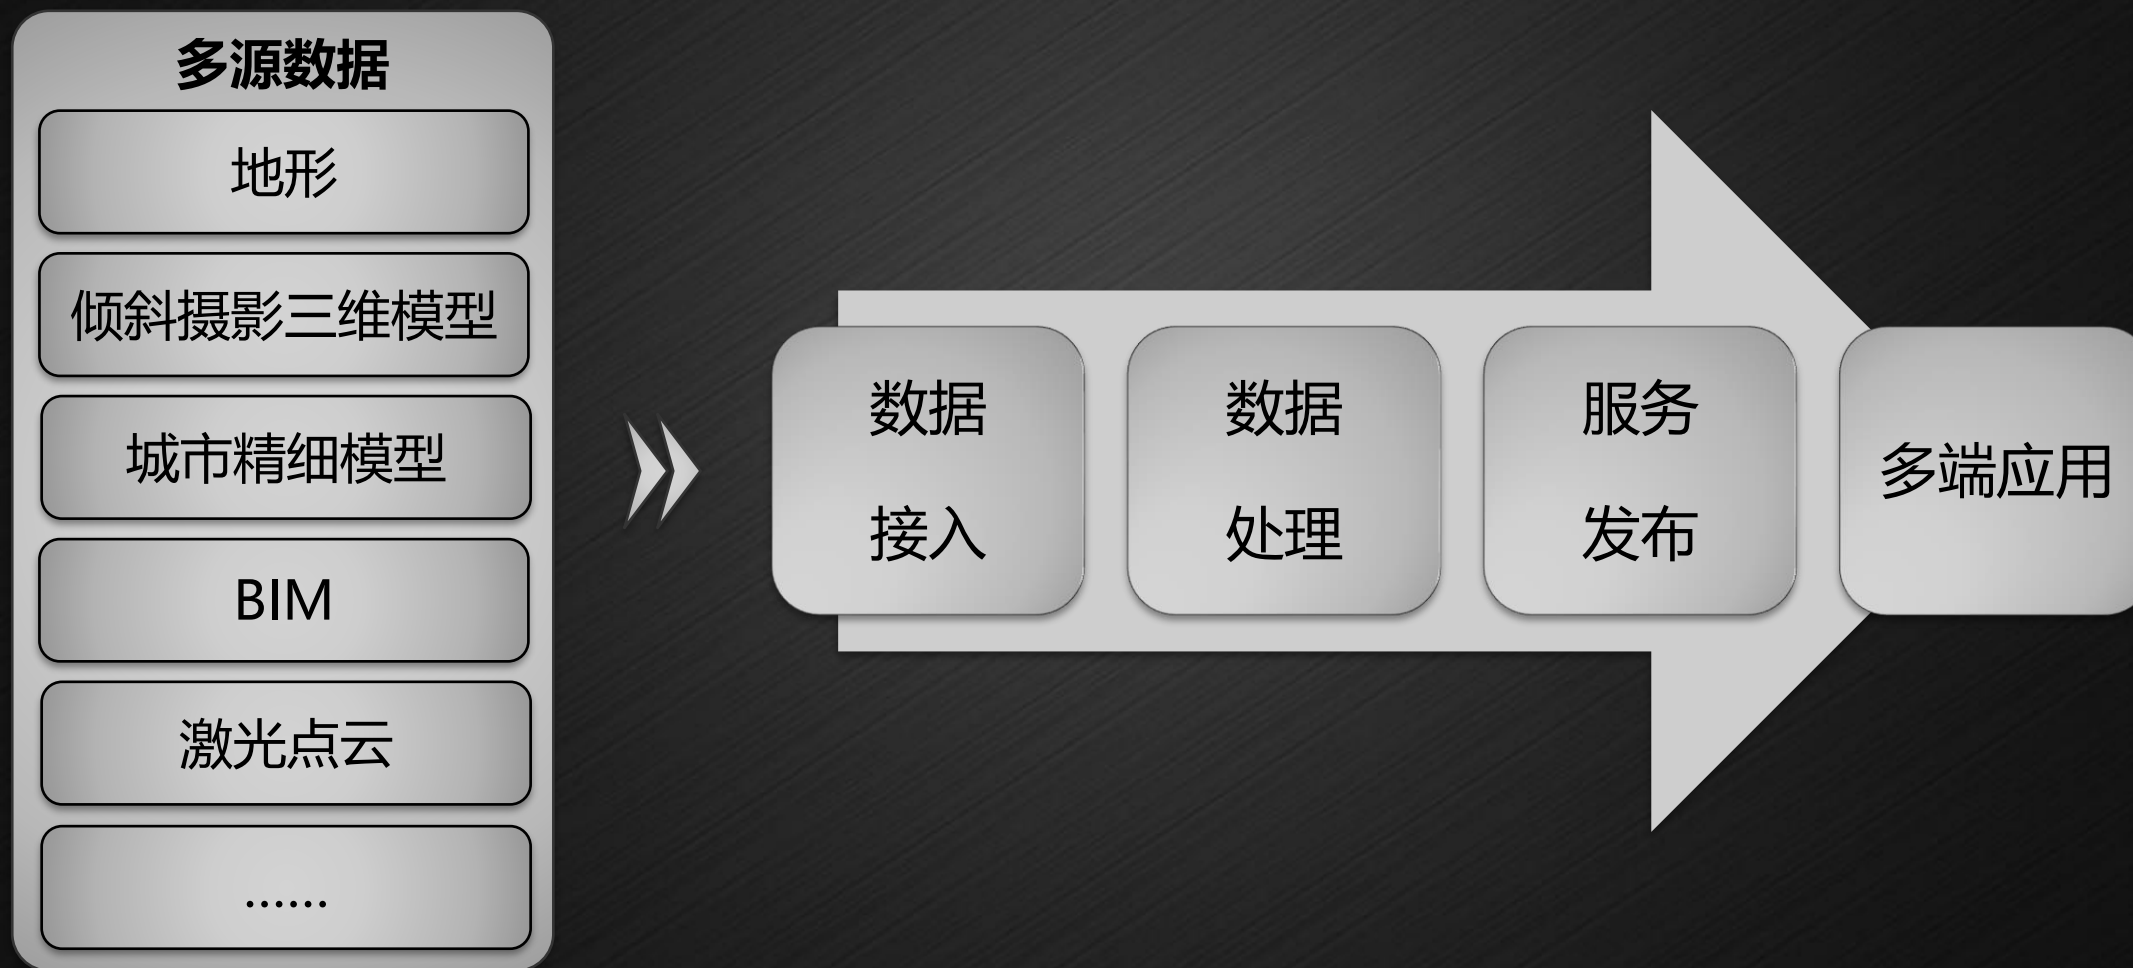 多源数据
地形
倾斜摄影三维模型
城市精细模型
BIM
激光点云
......
数据
接入
数据
处理
服务
发布
多端应用